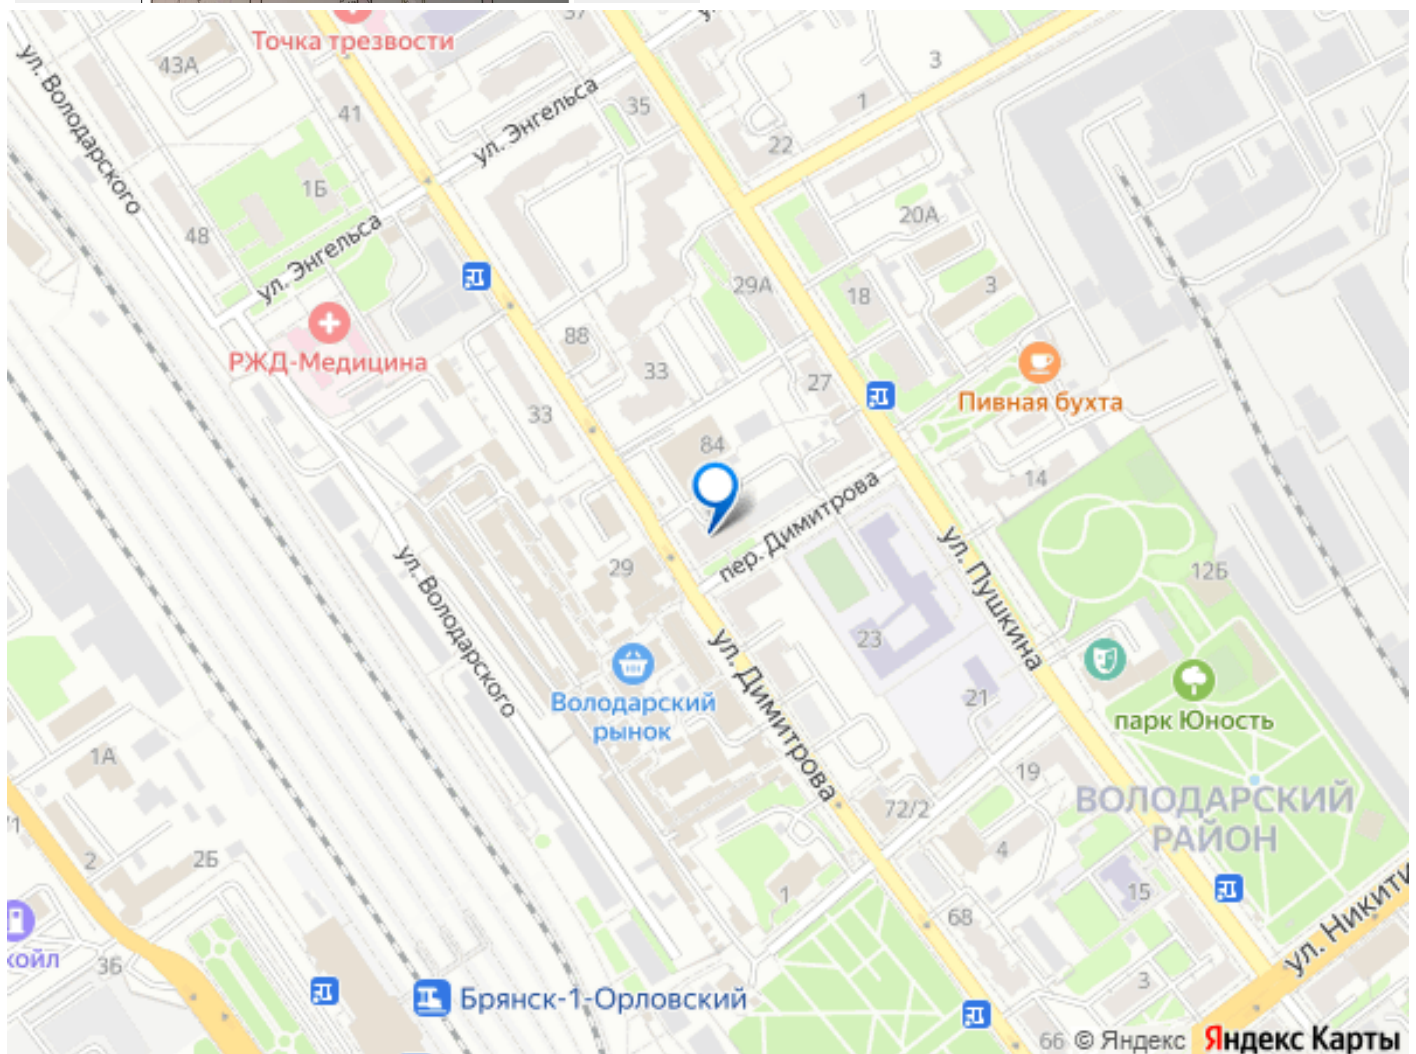 Точка трезвости
37
3
43А
ул. Володарского
41
ул. Энгельса
35
1
22
1Б
48
ул. Энгельса
20А
29А
18
3
РЖД-Медицина
88
33
27
Пивная бухта
33
84
14
пер. Димитрова
ул. Пушкина
29
ул. Володарского
12Б
23
Володарский
рынок
ул. Димитрова
21
парк Юность
1А
19
72/2
ВОЛОДАРСКИЙ
РАЙОН
2
2Б
4
1
15
68
ул. Никити
койл
3Б
3
Брянск-1-Орловский
66
© Яндекс
Яндекс Карты